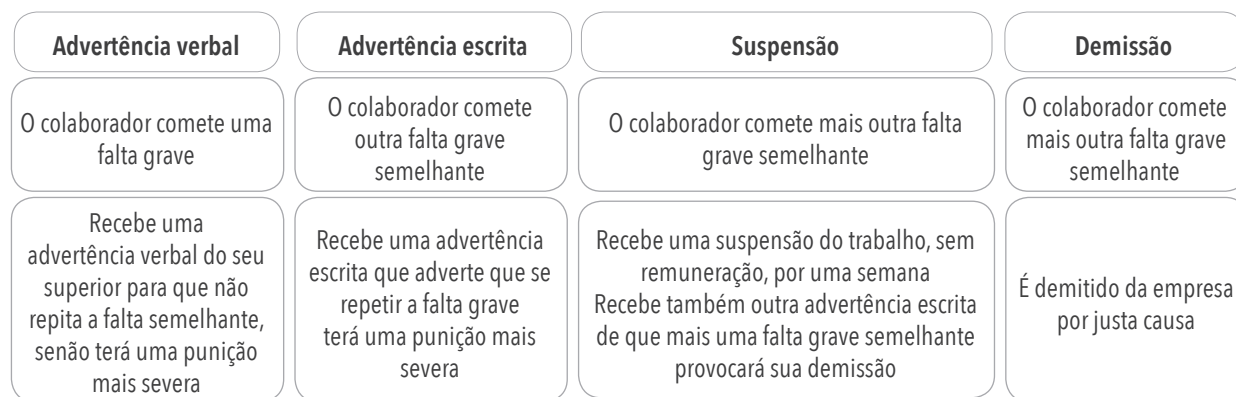 Advertência verbal
Advertência escrita
Suspensão
Demissão
O colaborador comete uma
falta grave
O colaborador comete
outra falta grave
semelhante
O colaborador comete mais outra falta
grave semelhante
O colaborador comete
mais outra falta grave
semelhante
Recebe uma
advertência verbal do seu
superior para que não
repita a falta semelhante,
senão terá uma punição
mais severa
Recebe uma advertência
escrita que adverte que se
repetir a falta grave
terá uma punição mais
severa
Recebe uma suspensão do trabalho, sem
remuneração, por uma semana
Recebe também outra advertência escrita
de que mais uma falta grave semelhante
provocará sua demissão
É demitido da empresa
por justa causa